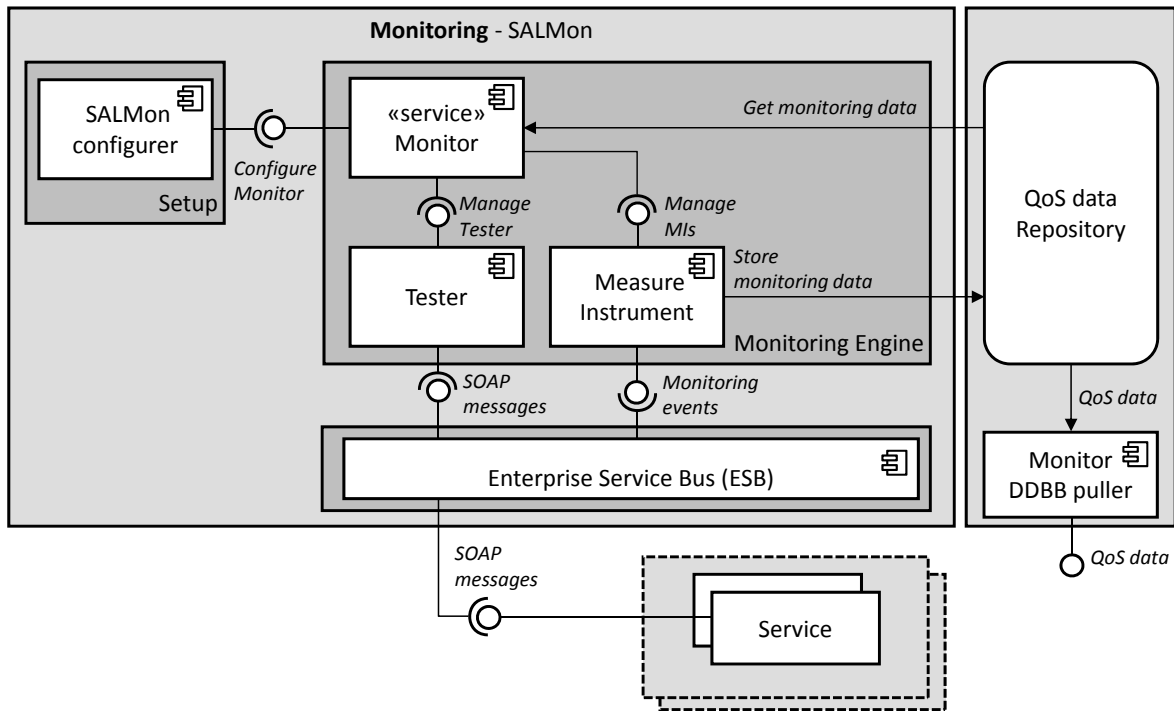 Monitoring - SALMon
SALMon
configurer
Setup
Configure
Monitor
«service»
Monitor
Get monitoring data
Manage
Tester
Manage
MIs
Tester
Measure
Instrument
Store
monitoring data
Monitoring Engine
QoS data
Repository
SOAP
messages
Monitoring
events
QoS data
Enterprise Service Bus (ESB)
Monitor
DDBB puller
QoS data
SOAP
messages
Service